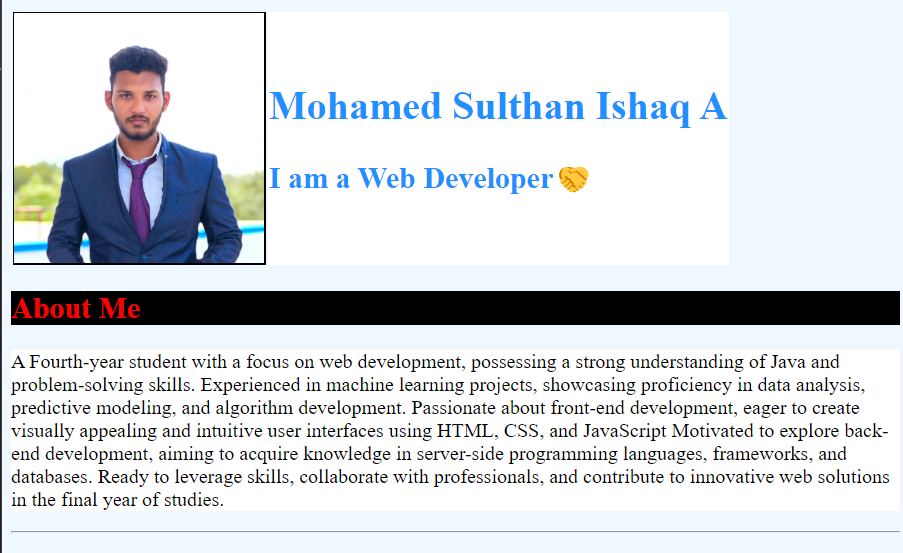 Mohamed Sulthan Ishaq A
I am a Web Developer 🤝
About Me
A Fourth-year student with a focus on web development, possessing a strong understanding of Java and
problem-solving skills. Experienced in machine learning projects, showcasing proficiency in data analysis,
predictive modeling, and algorithm development. Passionate about front-end development, eager to create
visually appealing and intuitive user interfaces using HTML, CSS, and JavaScript Motivated to explore back-
end development, aiming to acquire knowledge in server-side programming languages, frameworks, and
databases. Ready to leverage skills, collaborate with professionals, and contribute to innovative web solutions
in the final year of studies.